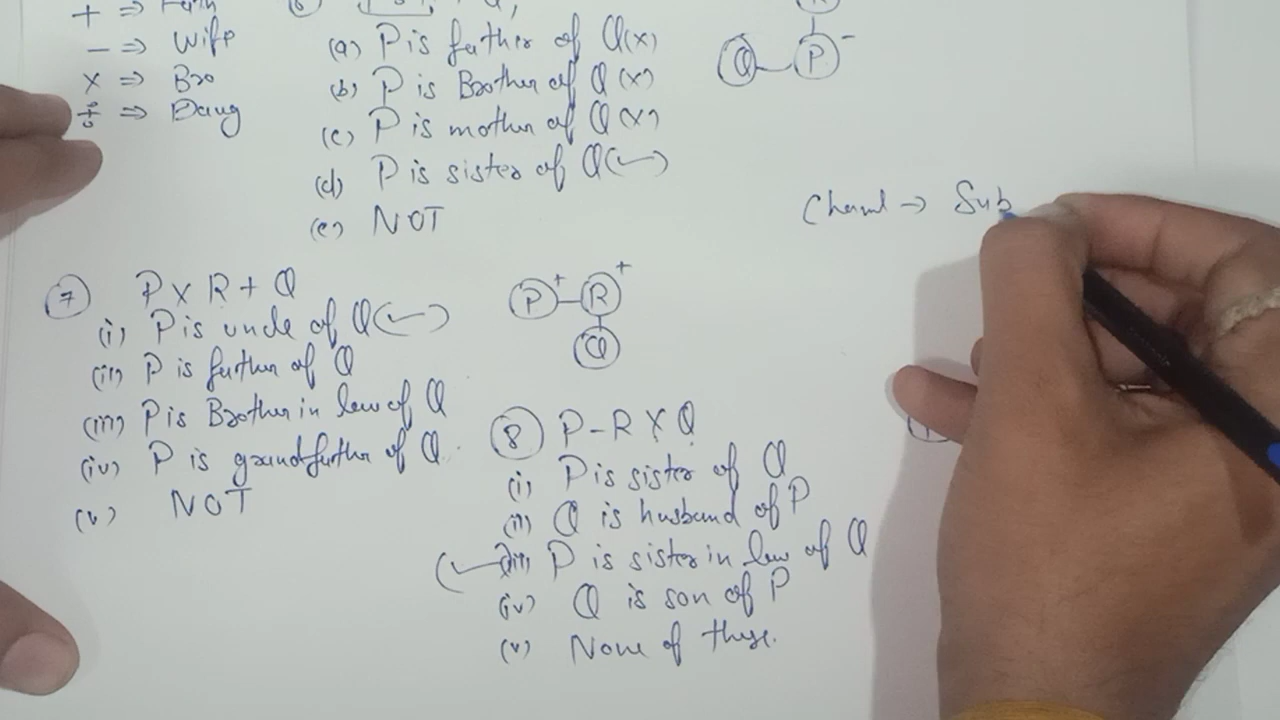 + ⇒
− ⇒ Wife
× ⇒ Bro
÷ ⇒ Daug
(a) P is father of Q (×)
(b) P is Brother of Q (×)
(c) P is mother of Q (×)
(d) P is sister of Q (✓)
(e) NOT
Q P −
Channel → Sub
⑦ P × R + Q
(i) P is uncle of Q (✓)
(ii) P is father of Q
(iii) P is Brother in law of Q
(iv) P is grandfather of Q
(v) NOT
P + R +
Q
⑧ P − R × Q
(i) P is sister of Q
(ii) Q is husband of P
(✓) (iii) P is sister in law of Q
(iv) Q is son of P
(v) None of these.